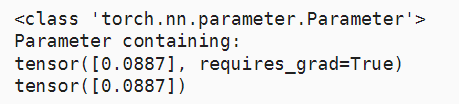 <class 'torch.nn.parameter.Parameter'>
Parameter containing:
tensor([0.0887], requires_grad=True)
tensor([0.0887])